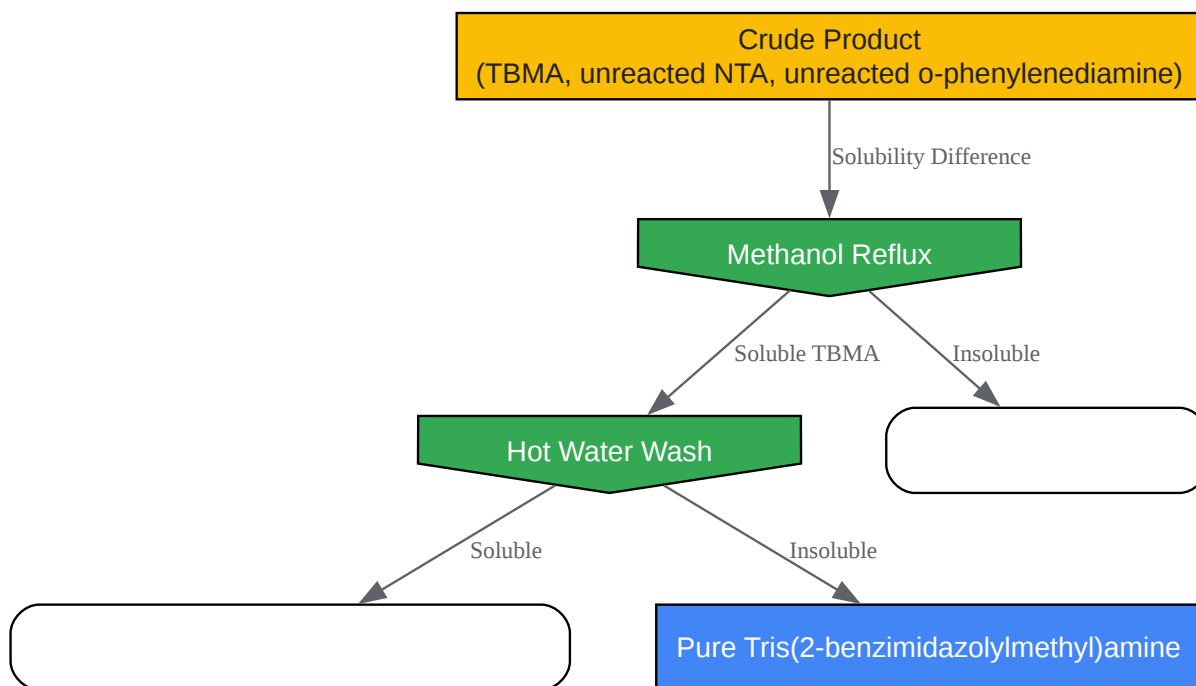 Crude Product
(TBMA, unreacted NTA, unreacted o-phenylenediamine)
Solubility Difference
Methanol Reflux
Soluble TBMA
Insoluble
Hot Water Wash
Soluble
Insoluble
Pure Tris(2-benzimidazolylmethyl)amine